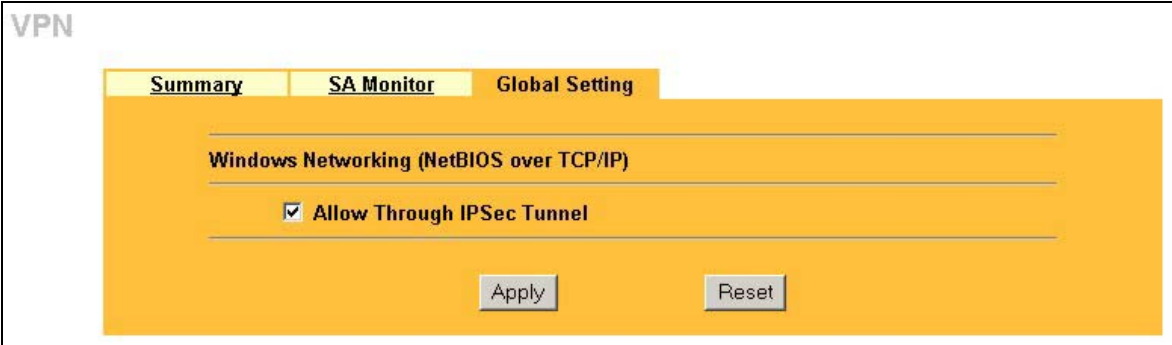 VPN
Summary SA Monitor Global Setting
Windows Networking (NetBIOS over TCP/IP)
Allow Through IPSec Tunnel
Apply Reset